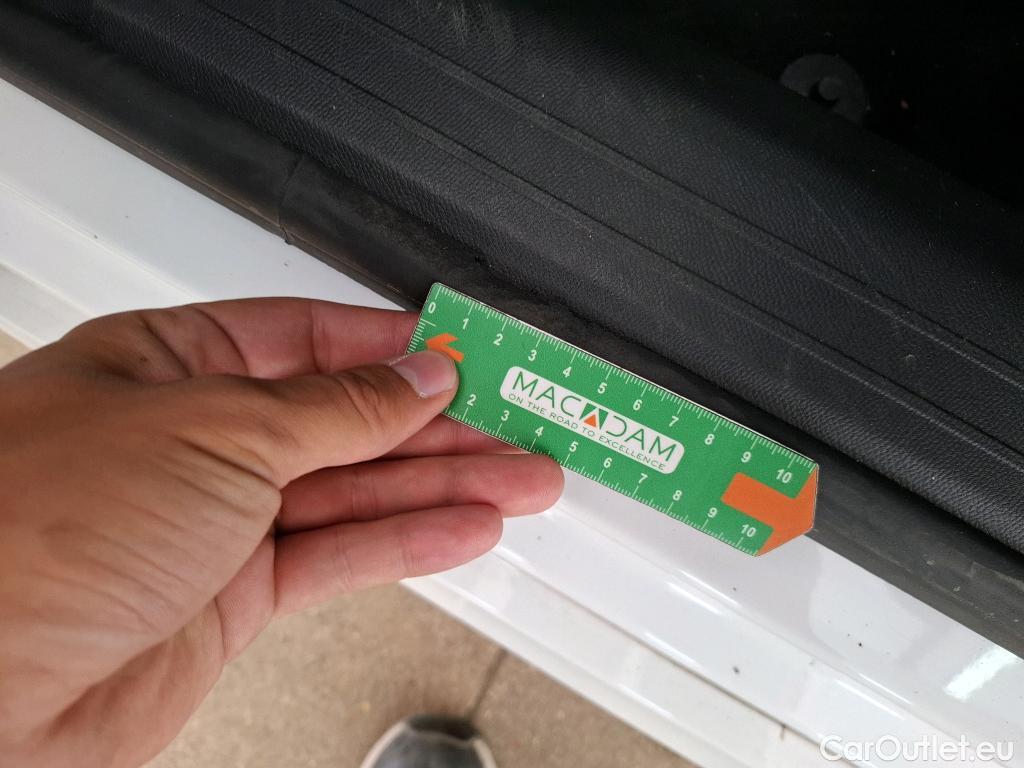 0 1 2 3 4 5 6 7 8 9 10
MACADAM
ON THE ROAD TO EXCELLENCE
2 3 4 5 6 7 8 9 10
CarOutlet.eu